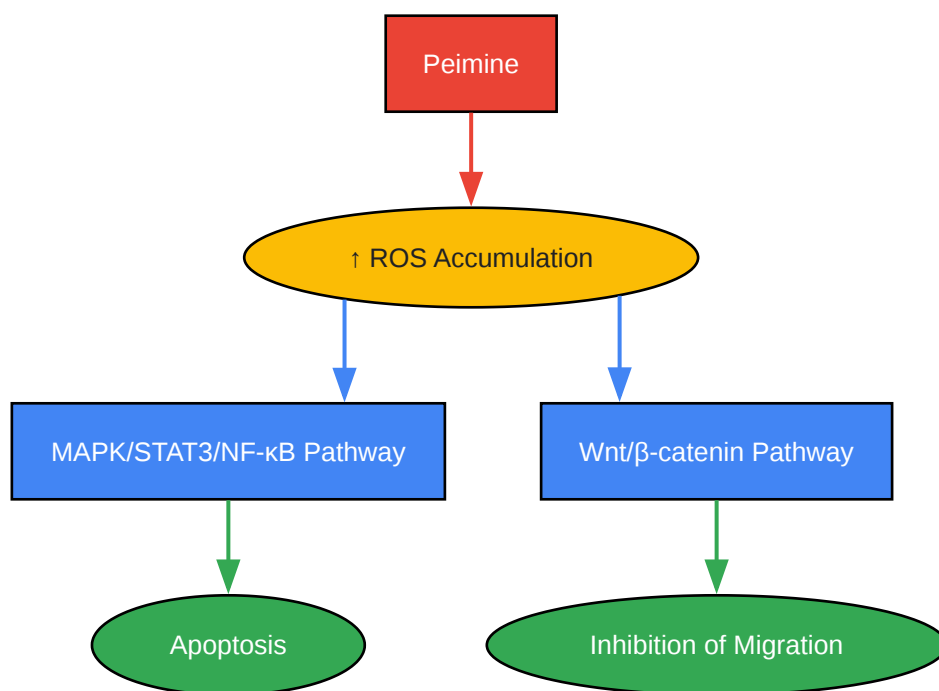 Peimine
↑ ROS Accumulation
MAPK/STAT3/NF-κB Pathway
Wnt/β-catenin Pathway
Apoptosis
Inhibition of Migration